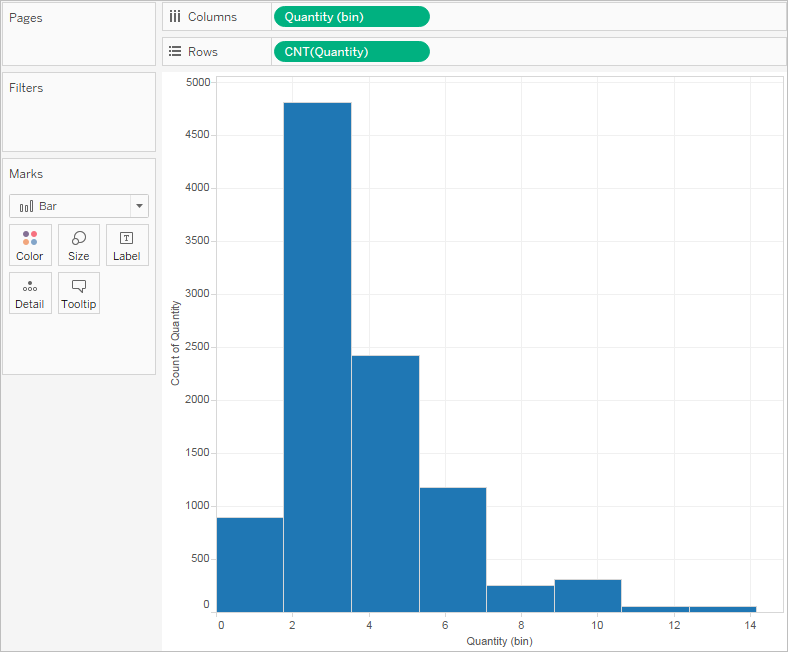 Pages
Columns
Quantity (bin)
Rows
CNT(Quantity)
Filters
Marks
Bar
Color
Size
Label
Detail
Tooltip
Count of Quantity
5000
4500
4000
3500
3000
2500
2000
1500
1000
500
0
0 2 4 6 8 10 12 14
Quantity (bin)